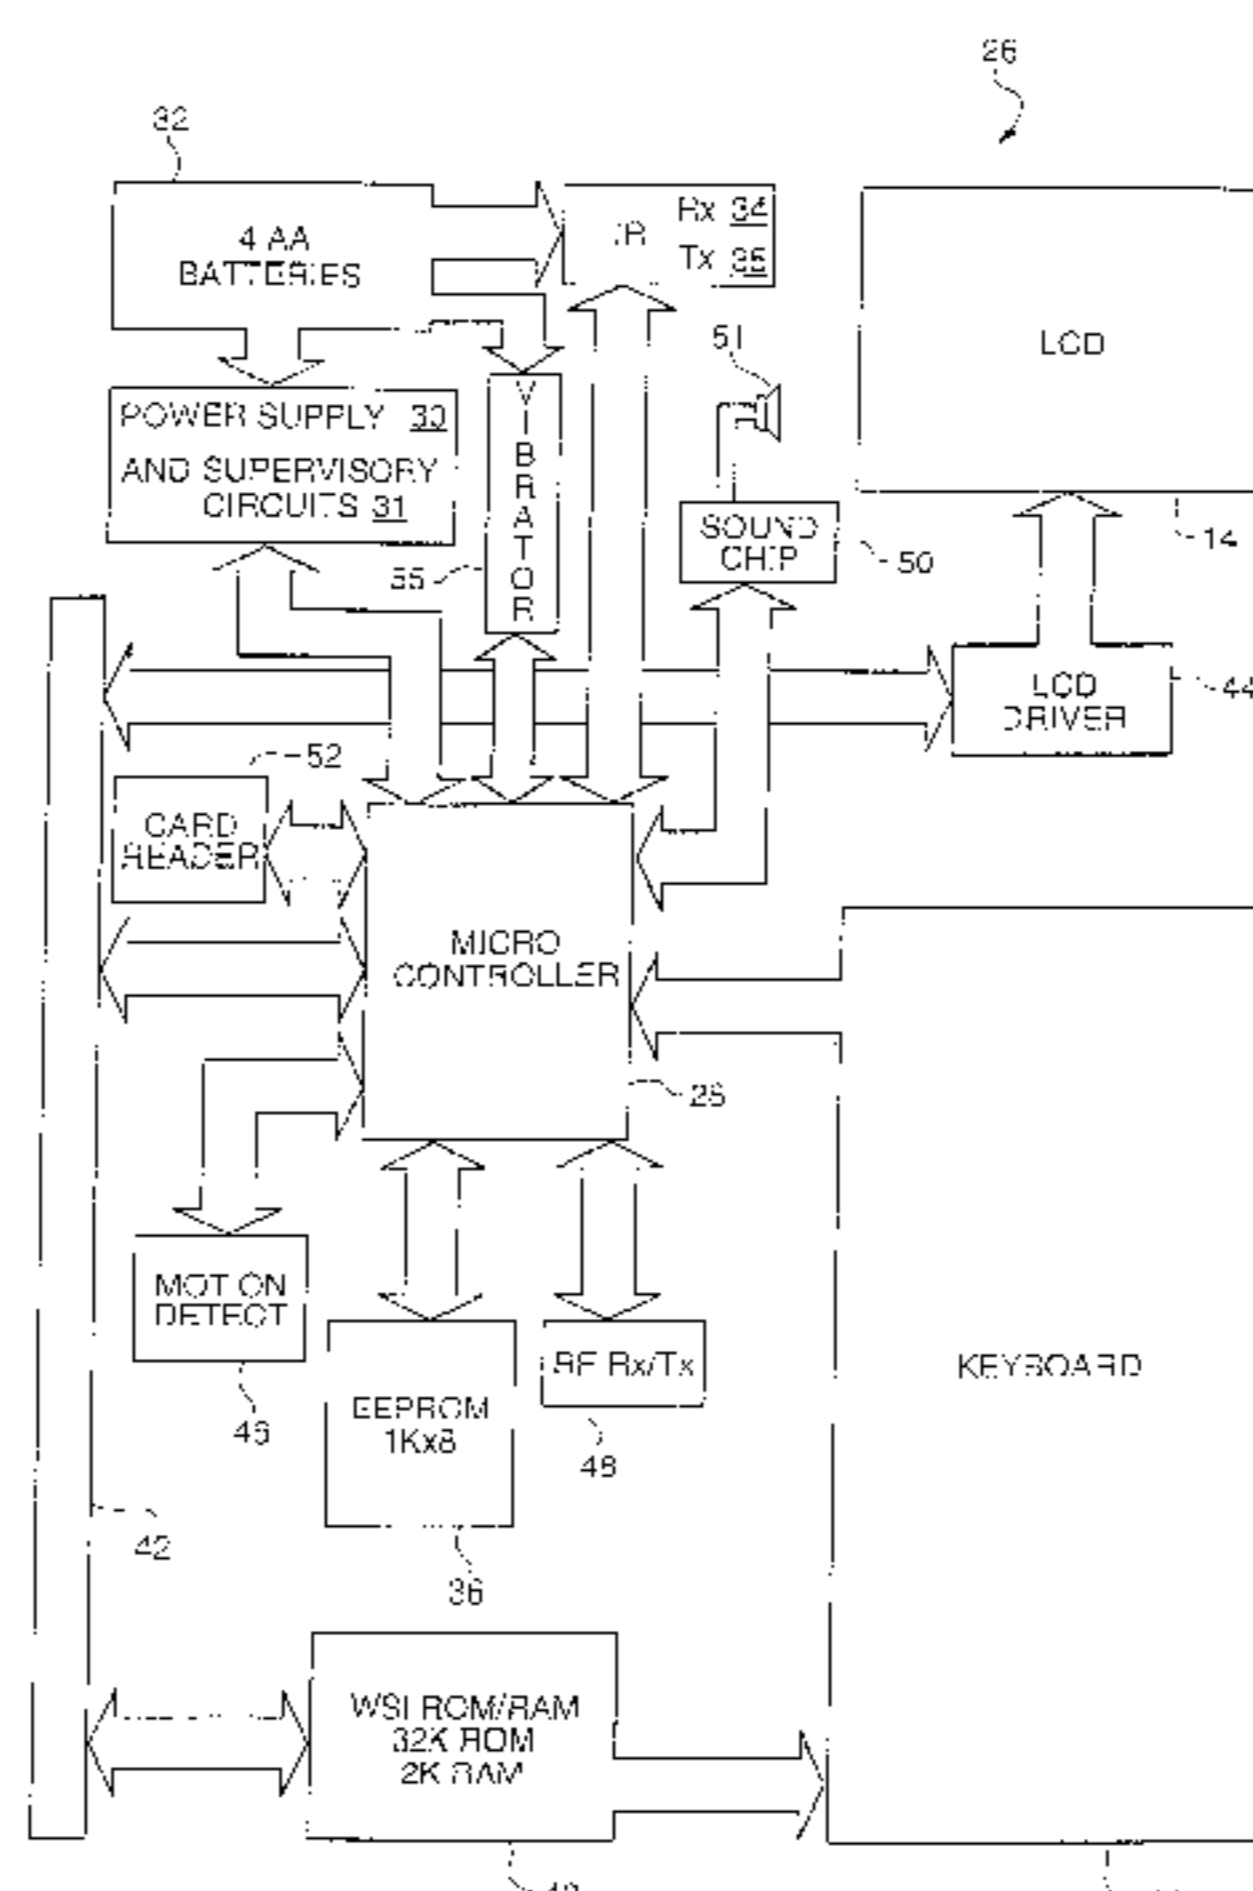 26
32
4 AA
BATTERIES
IR
Rx 34
Tx 35
LCD
51
POWER SUPPLY 30
AND SUPERVISORY
CIRCUITS 31
VIBRATOR
SOUND
CHIP
50
14
LCD
DRIVER
44
52
CARD
READER
MICRO
CONTROLLER
MOTION
DETECT
KEYBOARD
RF Rx/Tx
EEPROM
1Kx8
46
48
42
36
WSI ROM/RAM
32K ROM
2K RAM